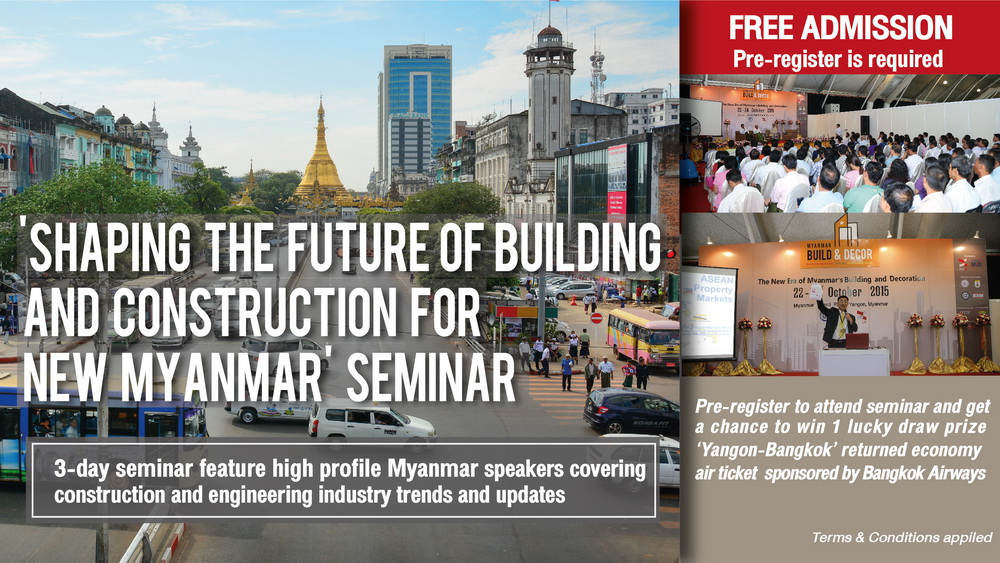 'SHAPING THE FUTURE OF BUILDING
AND CONSTRUCTION FOR
NEW MYANMAR' SEMINAR
3-day seminar feature high profile Myanmar speakers covering
construction and engineering industry trends and updates
FREE ADMISSION
Pre-register is required
BUILD & DECOR
MYANMAR
BUILD & DECOR
The New Era of Myanmar's Building and Decoration
22 - October 2015
ASEAN
Property
Markets
Pre-register to attend seminar and get
a chance to win 1 lucky draw prize
'Yangon-Bangkok' returned economy
air ticket sponsored by Bangkok Airways
Terms & Conditions appiled